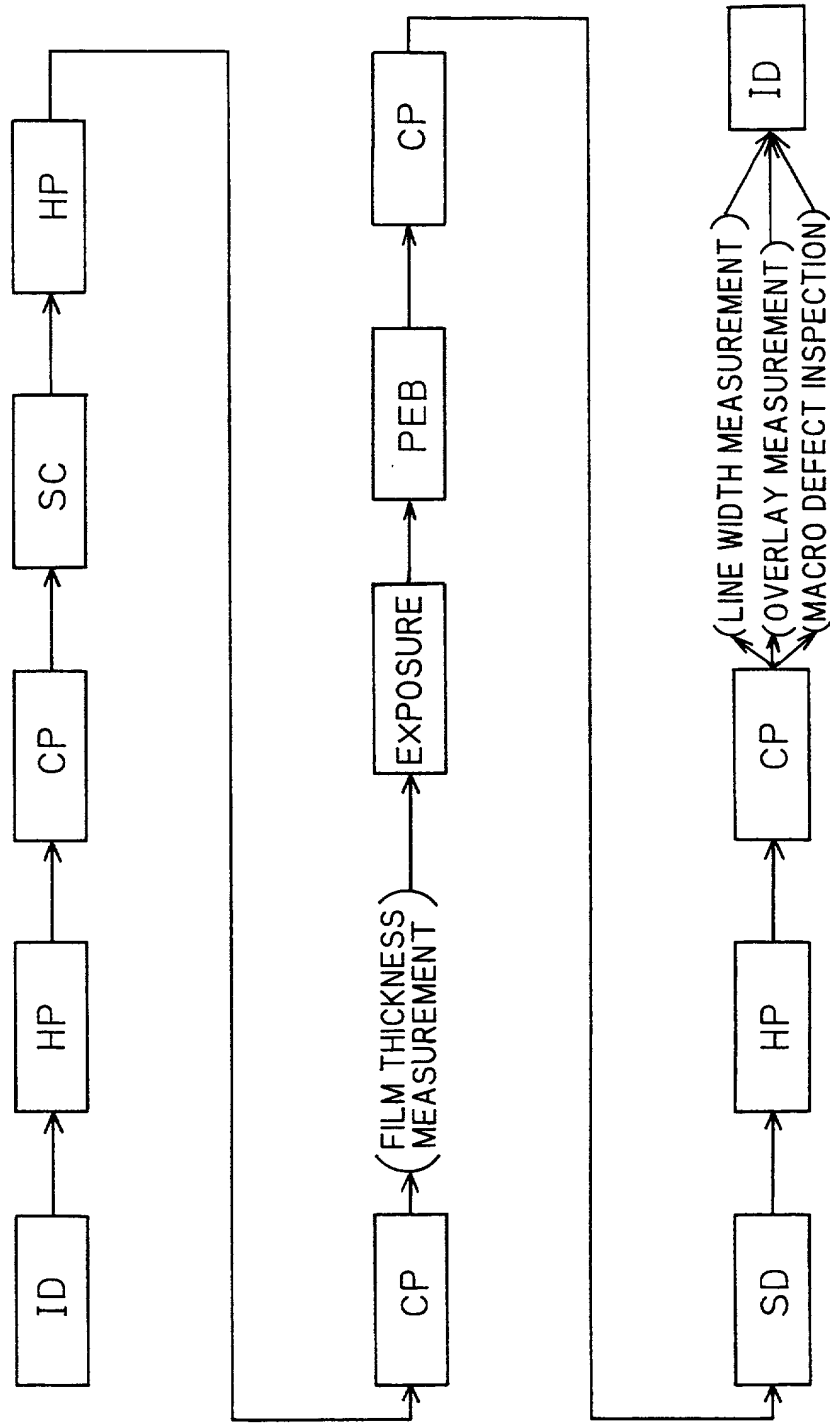 ID
HP
CP
SC
HP
CP
(FILM THICKNESS
MEASUREMENT)
EXPOSURE
PEB
CP
SD
HP
CP
(LINE WIDTH MEASUREMENT)
(OVERLAY MEASUREMENT)
(MACRO DEFECT INSPECTION)
ID